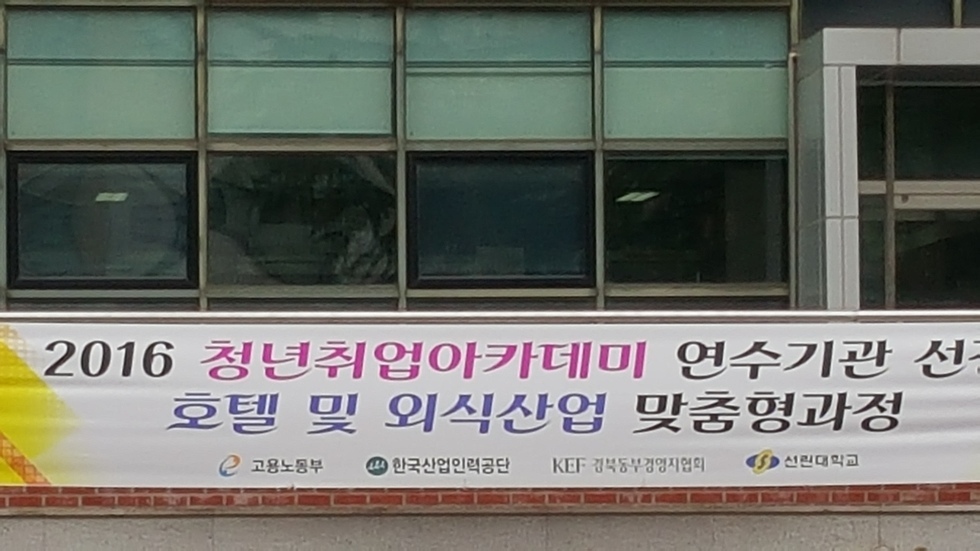 2016 청년취업아카데미 연수기관
호텔 및 외식산업 맞춤형과정
고용노동부 한국산업인력공단 KEF 경북동부경영자협회 선린대학교